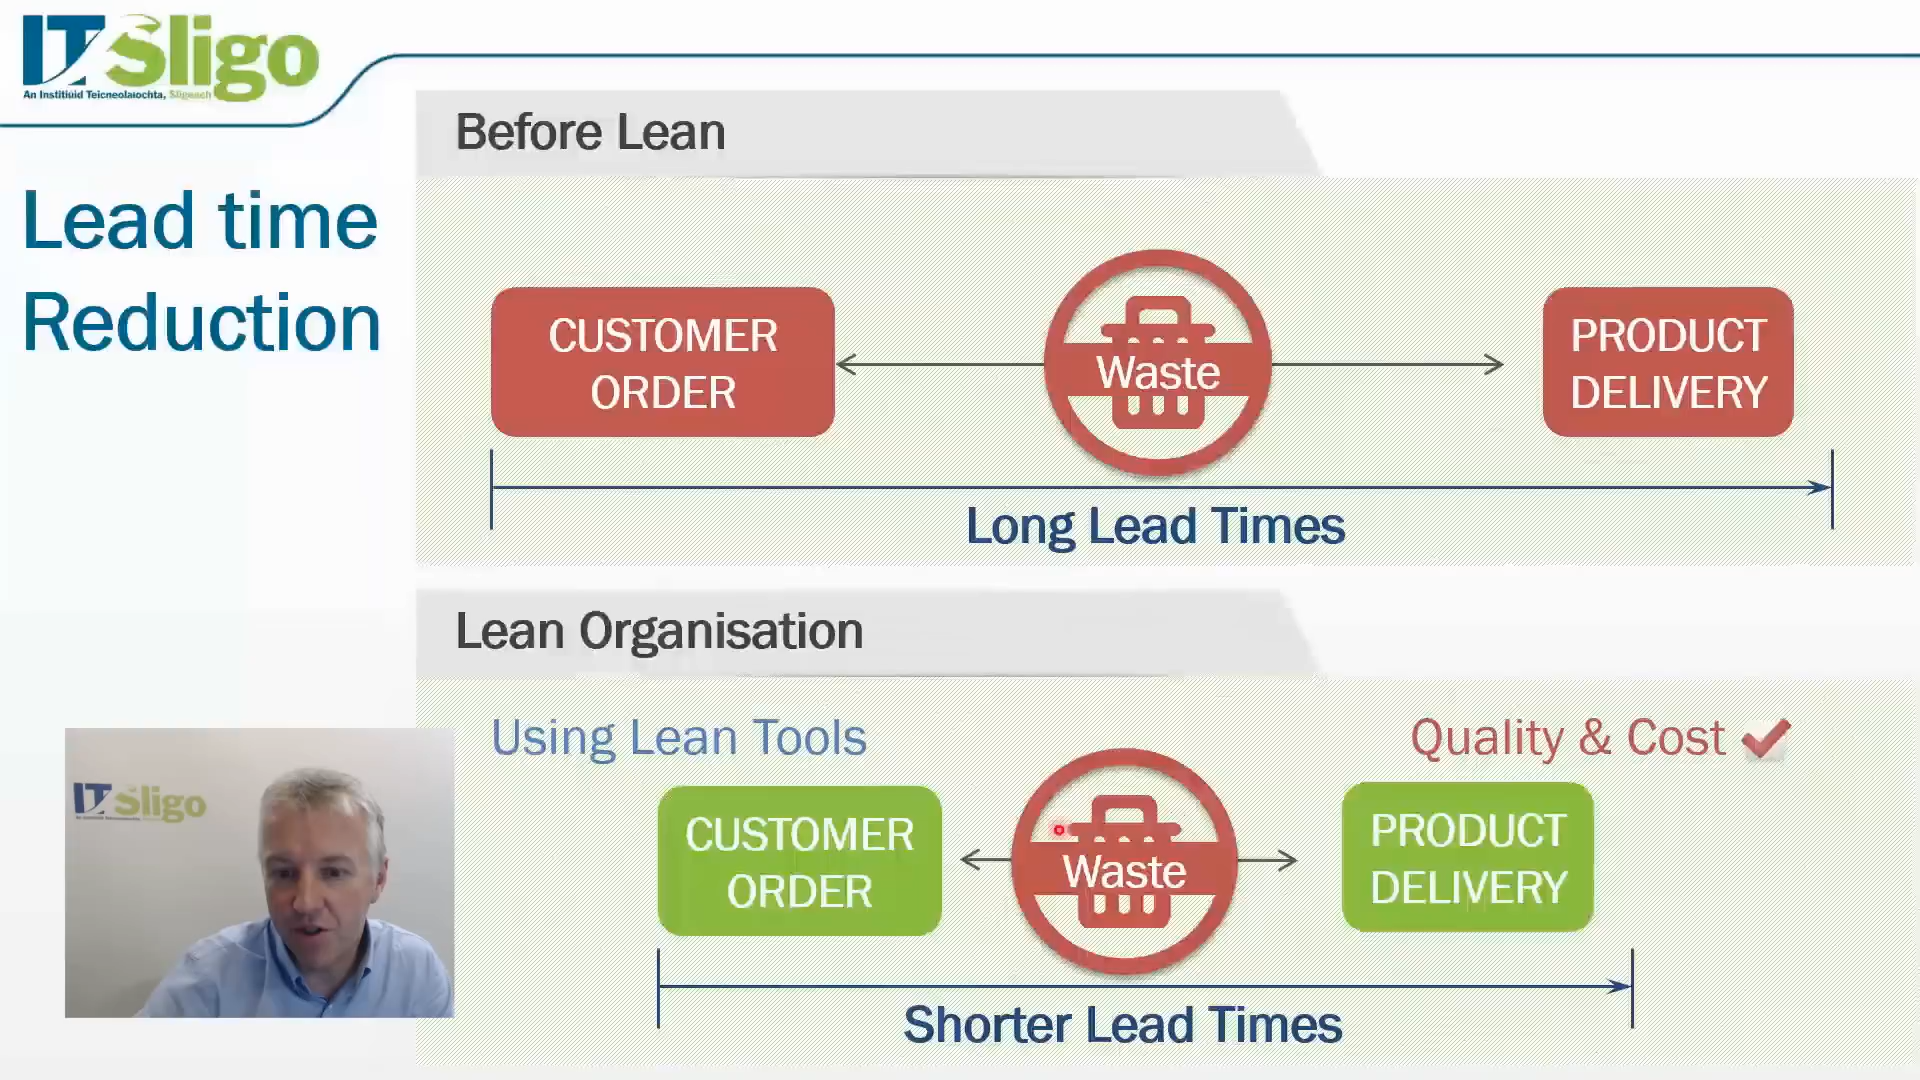 IT Sligo
An Institiúid Teicneolaíochta, Sligeach
Lead time
Reduction
Before Lean
CUSTOMER
ORDER
Waste
PRODUCT
DELIVERY
Long Lead Times
Lean Organisation
Using Lean Tools
Quality & Cost
CUSTOMER
ORDER
Waste
PRODUCT
DELIVERY
Shorter Lead Times
IT Sligo